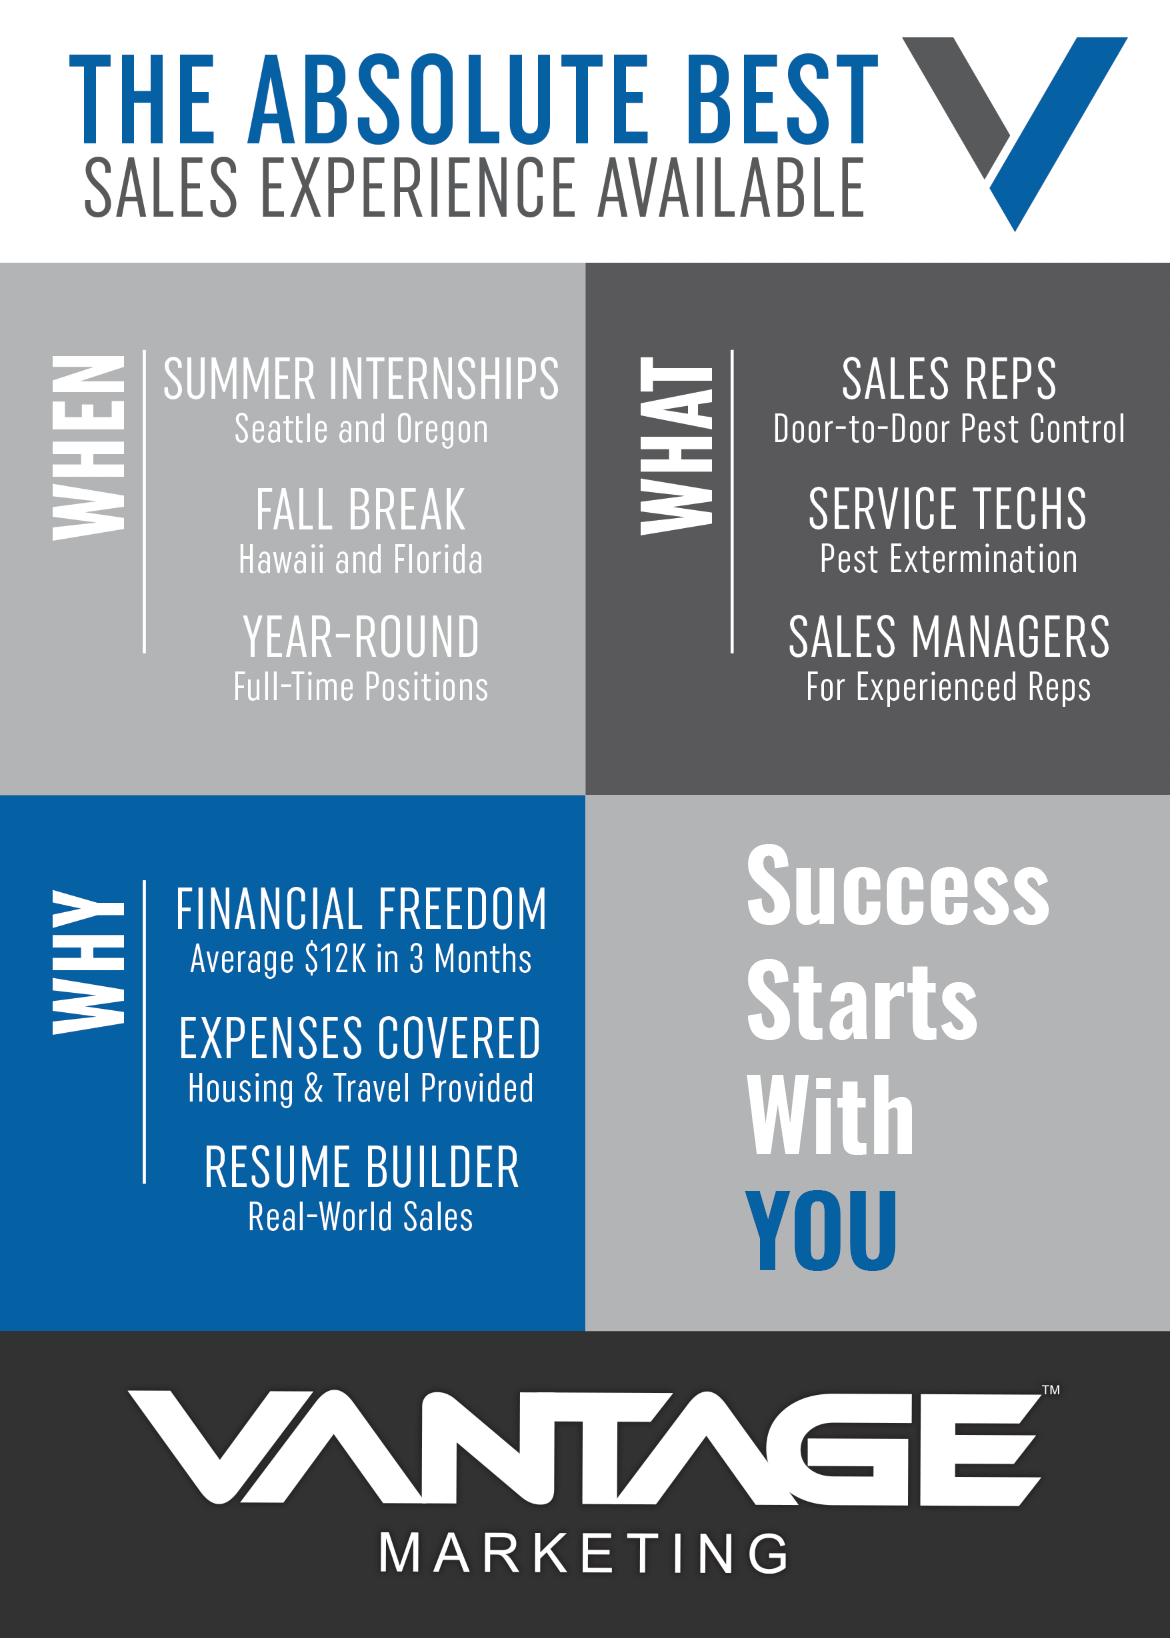 THE ABSOLUTE BEST
SALES EXPERIENCE AVAILABLE
WHEN
SUMMER INTERNSHIPS
Seattle and Oregon
FALL BREAK
Hawaii and Florida
YEAR-ROUND
Full-Time Positions
WHAT
SALES REPS
Door-to-Door Pest Control
SERVICE TECHS
Pest Extermination
SALES MANAGERS
For Experienced Reps
WHY
FINANCIAL FREEDOM
Average $12K in 3 Months
EXPENSES COVERED
Housing & Travel Provided
RESUME BUILDER
Real-World Sales
Success
Starts
With
YOU
VANTAGE™
MARKETING